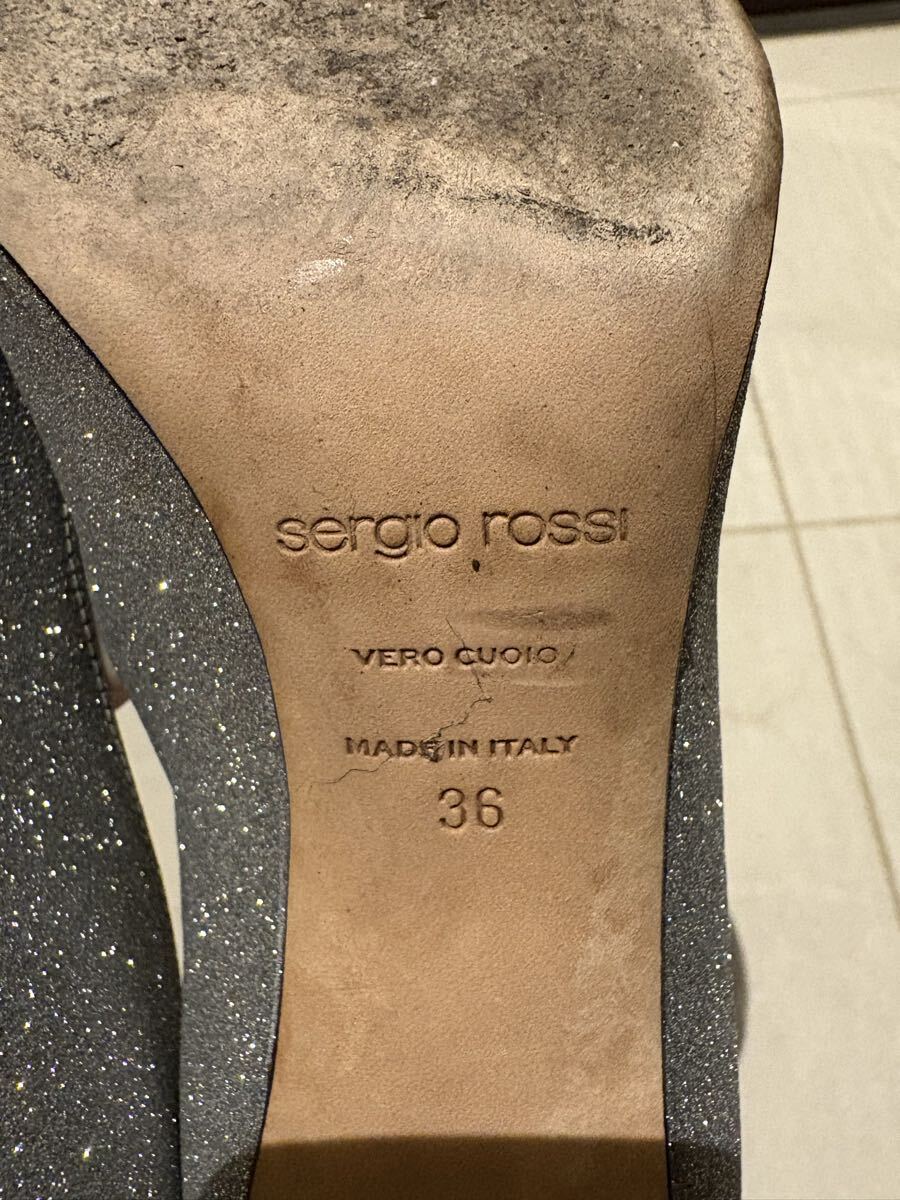 sergio rossi
VERO CUOIO
MADE IN ITALY
36